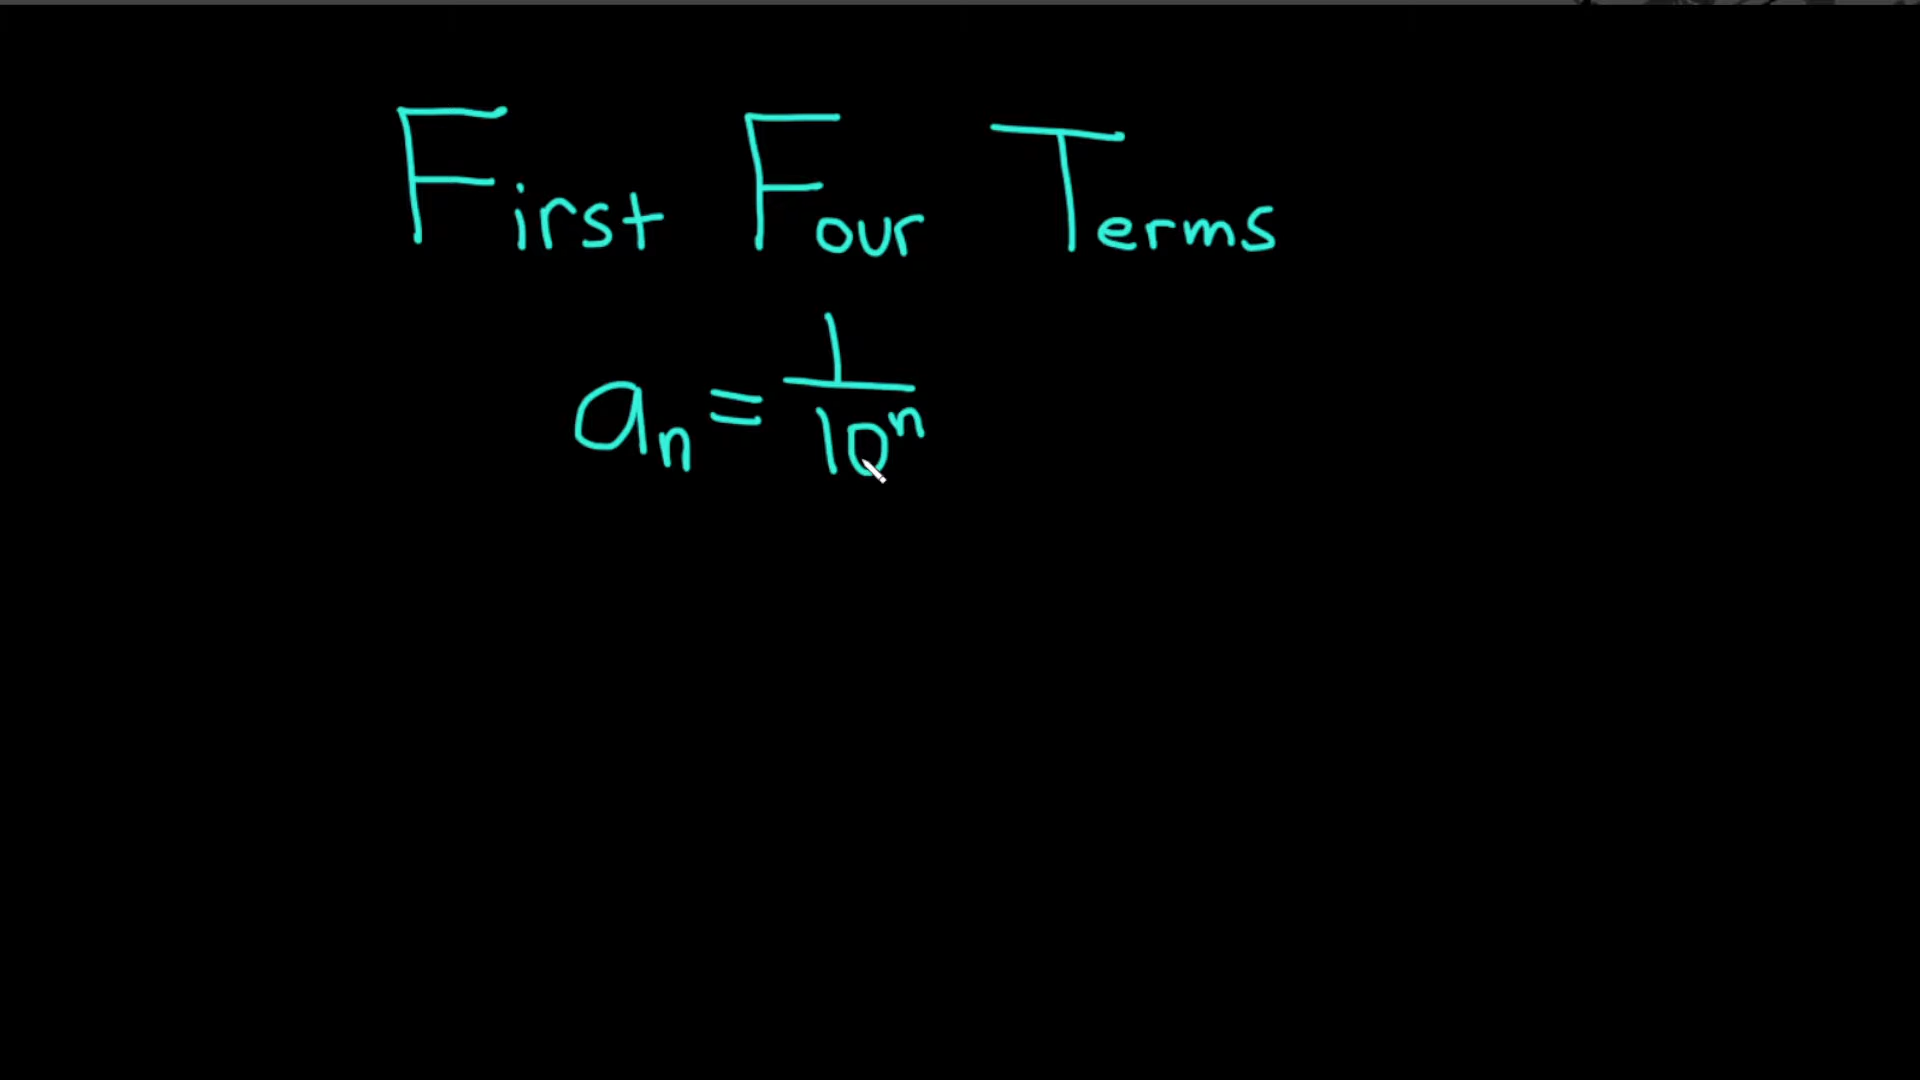 First Four Terms
aₙ = 1/10ⁿ